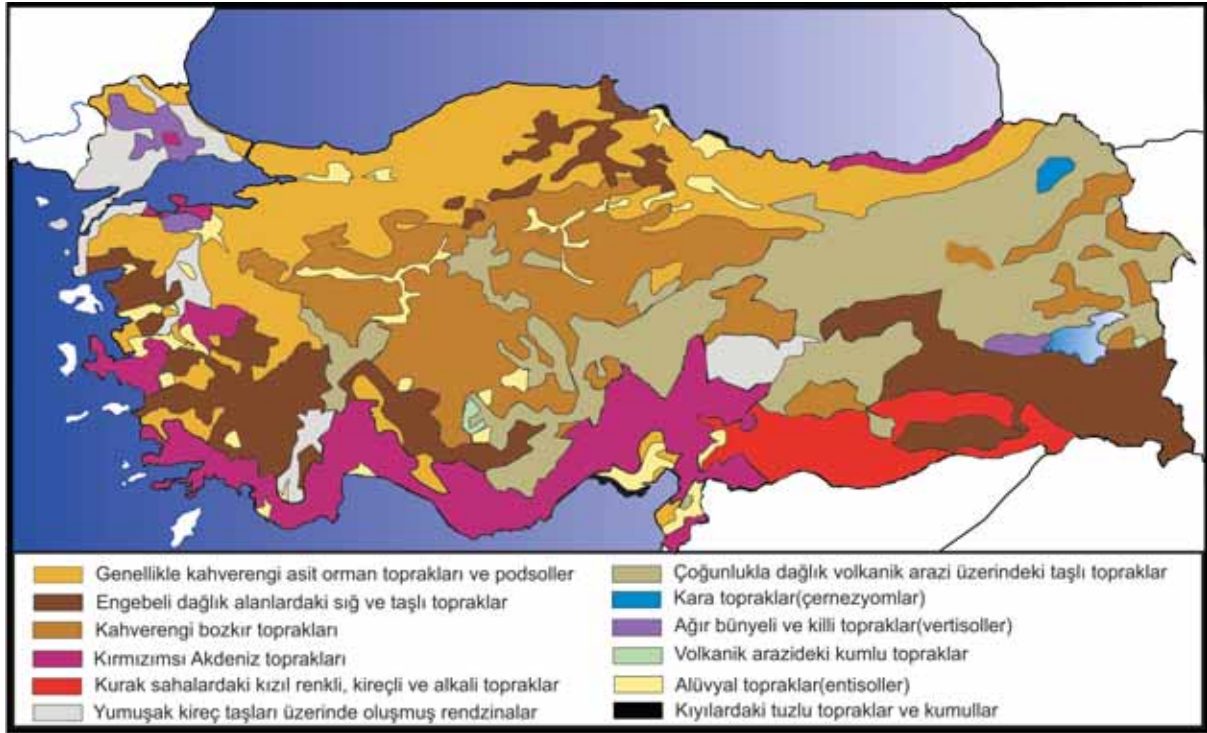 Genellikle kahverengi asit orman toprakları ve podsoller
Engebeli dağlık alanlardaki sığ ve taşlı topraklar
Kahverengi bozkır toprakları
Kırmızımsı Akdeniz toprakları
Kurak sahalardaki kızıl renkli, kireçli ve alkali topraklar
Yumuşak kireç taşları üzerinde oluşmuş rendzinalar
Çoğunlukla dağlık volkanik arazi üzerindeki taşlı topraklar
Kara topraklar(çernezyomlar)
Ağır bünyeli ve killi topraklar(vertisoller)
Volkanik arazideki kumlu topraklar
Alüvyal topraklar(entisoller)
Kıyılardaki tuzlu topraklar ve kumullar